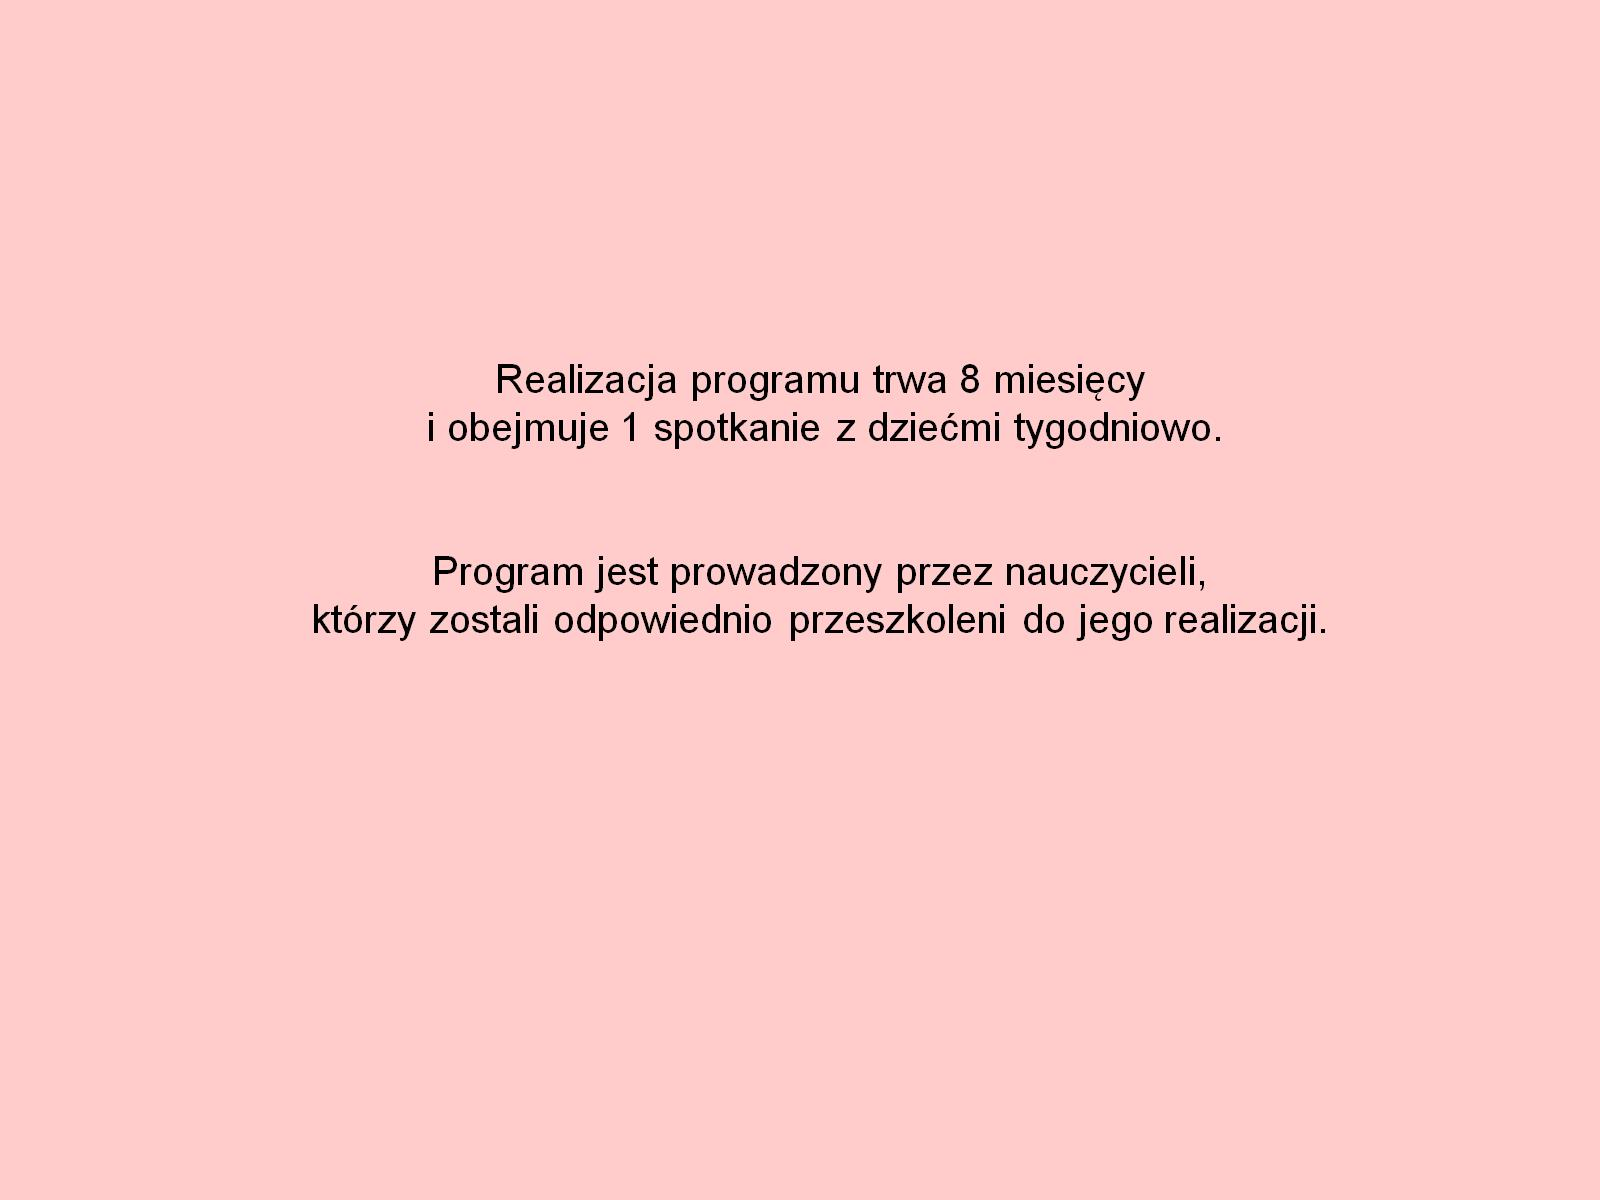 Realizacja programu trwa 8 miesięcy
i obejmuje 1 spotkanie z dziećmi tygodniowo.
Program jest prowadzony przez nauczycieli,
którzy zostali odpowiednio przeszkoleni do jego realizacji.